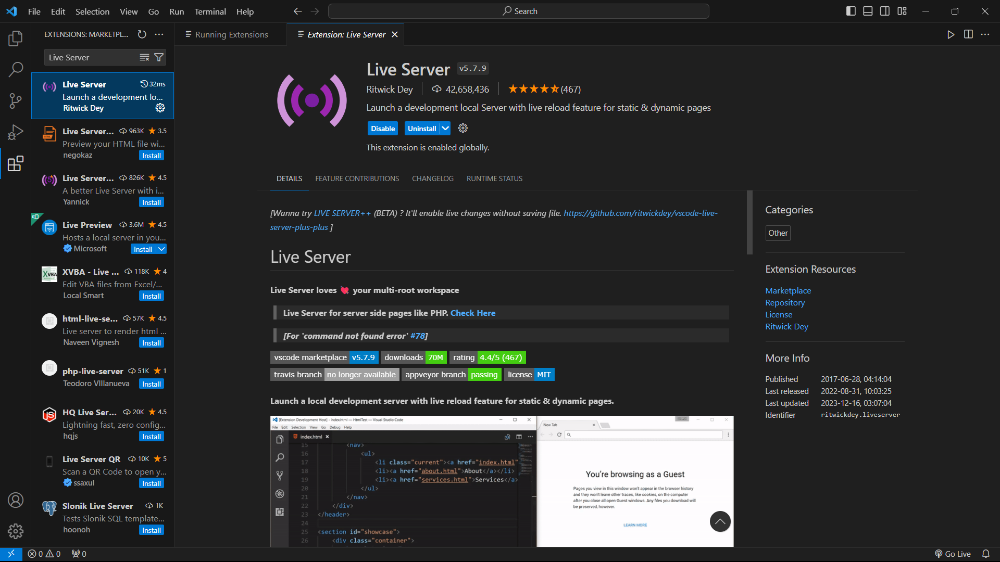 File Edit Selection View Go Run Terminal Help
Search
EXTENSIONS: MARKETPL...
Live Server
Live Server 32ms
Launch a development lo...
Ritwick Dey
Live Server... 963K 3.5
Preview your HTML file wi...
negokaz Install
Live Server... 826K 4.5
A better Live Server with i...
Yannick Install
Live Preview 3.6M 4.5
Hosts a local server in you...
Microsoft Install
XVBA - Live ... 118K 4
Edit VBA files from Excel/...
Local Smart Install
html-live-se... 57K 4.5
Live server to render html ...
Naveen Vignesh Install
php-live-server 51K 1
Teodoro VIllanueva Install
HQ Live Ser... 20K 4.5
Lightning fast, zero config...
hqjs Install
Live Server QR 10K 5
Scan a QR Code to open y...
ssaxul Install
Slonik Live Server 1K
Tests Slonik SQL template...
hoonoh Install
Running Extensions
Extension: Live Server
Live Server v5.7.9
Ritwick Dey 42,658,436 (467)
Launch a development local Server with live reload feature for static & dynamic pages
Disable Uninstall
This extension is enabled globally.
DETAILS FEATURE CONTRIBUTIONS CHANGELOG RUNTIME STATUS
[Wanna try LIVE SERVER++ (BETA) ? It'll enable live changes without saving file. https://github.com/ritwickdey/vscode-live-
server-plus-plus ]
Live Server
Live Server loves 💘 your multi-root workspace
Live Server for server side pages like PHP. Check Here
[For `command not found error` #78]
vscode marketplace v5.7.9 downloads 70M rating 4.4/5 (467)
travis branch no longer available appveyor branch passing license MIT
Launch a local development server with live reload feature for static & dynamic pages.
[Extension Development Host] - index.html — HtmlTest — Visual Studio Code
File Edit Selection View Go Debug Help
index.html
15 <nav>
16 <ul>
17 <li class="current"><a href="index.html"
18 <li><a href="about.html">About</a></li>
19 <li><a href="services.html">Services</a>
20 </ul>
21 </nav>
22 </div>
23 </header>
24
25 <section id="showcase">
26 <div class="container">
New Tab
You're browsing as a Guest
Pages you view in this window won't appear in the browser history
and they won't leave other traces, like cookies, on the computer
after you close all open Guest windows. Any files you download will
be preserved, however.
LEARN MORE
Categories
Other
Extension Resources
Marketplace
Repository
License
Ritwick Dey
More Info
Published 2017-06-28, 04:14:04
Last released 2022-08-31, 10:03:25
Last updated 2023-12-16, 03:07:04
Identifier ritwickdey.liveserver
0 0 0
Go Live